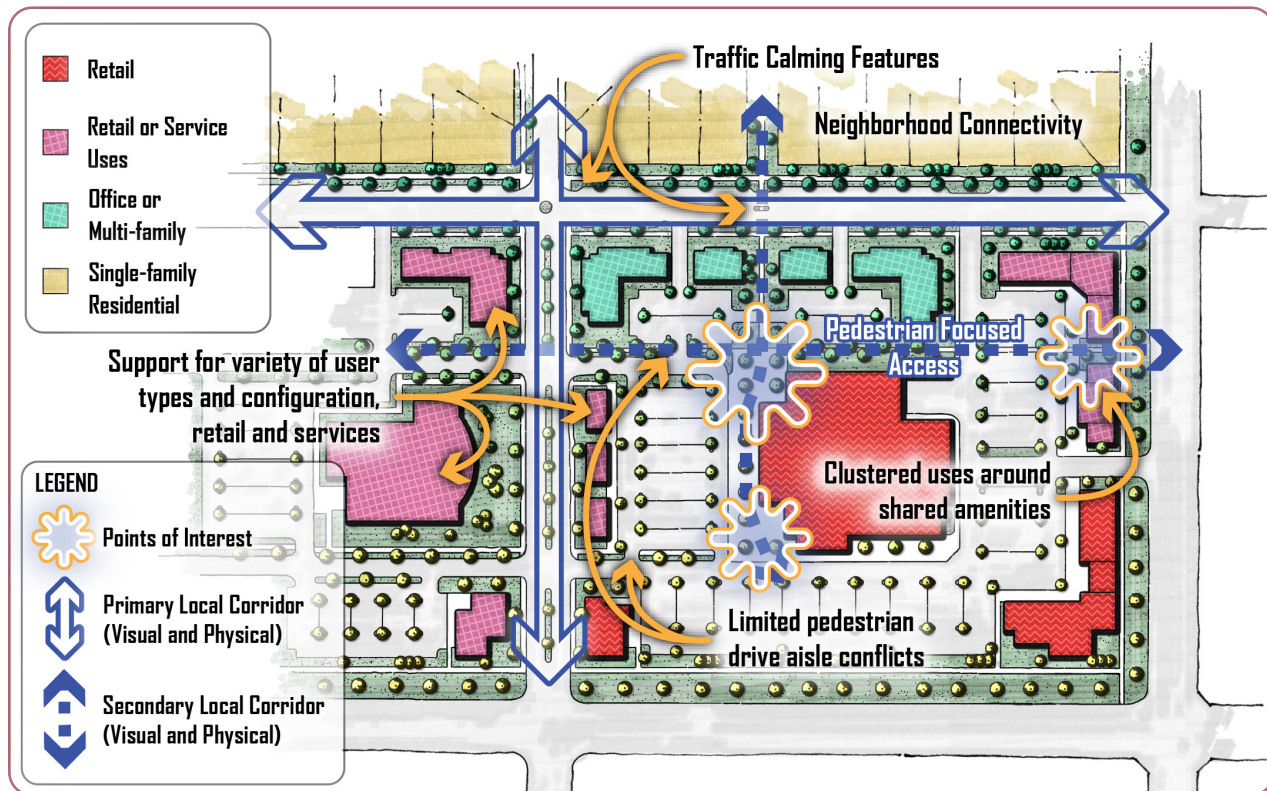 Retail
Retail or Service
Uses
Office or
Multi-family
Single-family
Residential
Traffic Calming Features
Neighborhood Connectivity
Pedestrian Focused
Access
Support for variety of user
types and configuration,
retail and services
Clustered uses around
shared amenities
Limited pedestrian
drive aisle conflicts
LEGEND
Points of Interest
Primary Local Corridor
(Visual and Physical)
Secondary Local Corridor
(Visual and Physical)